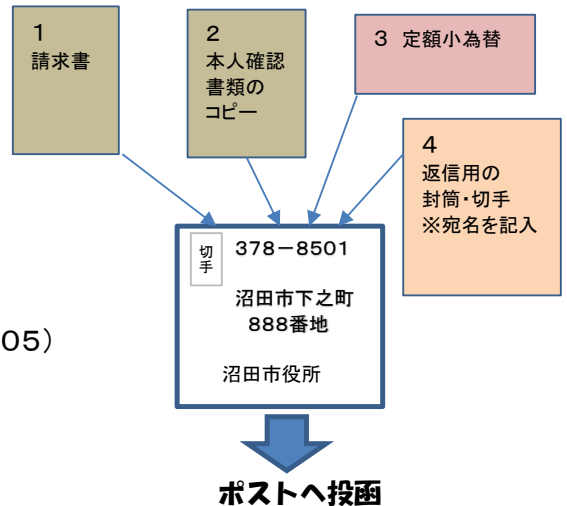 1
請求書
2
本人確認
書類の
コピー
3 定額小為替
4
返信用の
封筒・切手
※宛名を記入
切手
378－8501
沼田市下之町
888番地
沼田市役所
05）
ポストへ投函